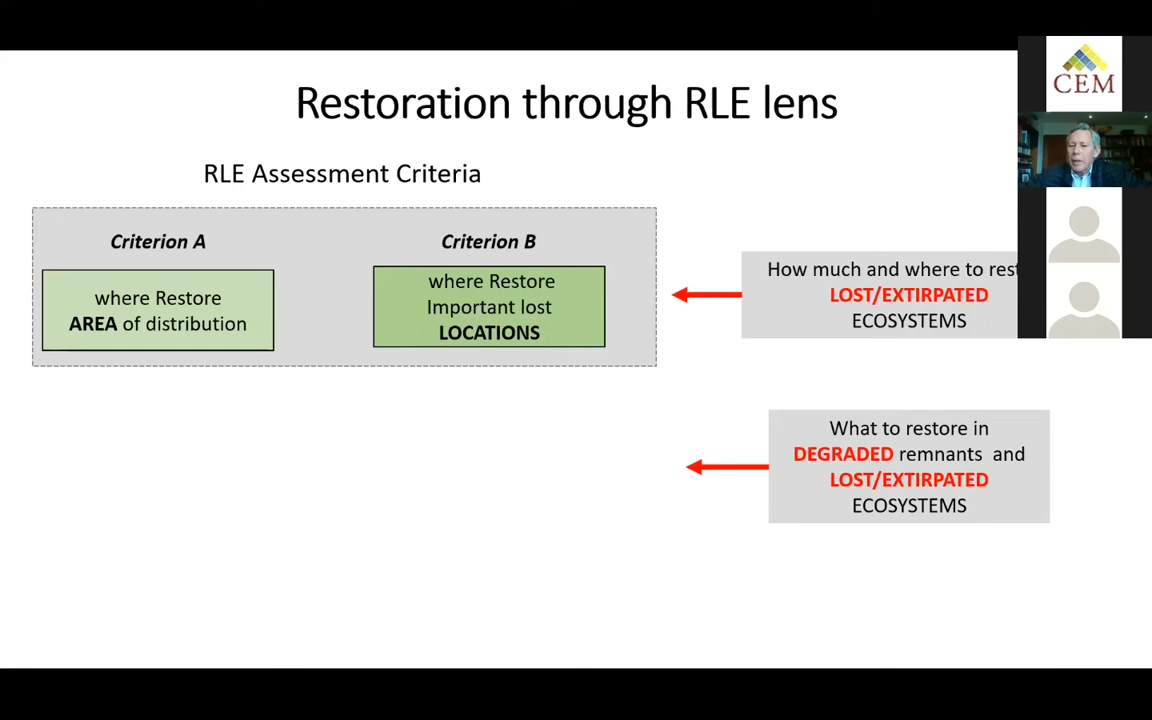 Restoration through RLE lens
CEM
RLE Assessment Criteria
Criterion A
where Restore
AREA of distribution
Criterion B
where Restore
Important lost
LOCATIONS
How much and where to rest
LOST/EXTIRPATED
ECOSYSTEMS
What to restore in
DEGRADED remnants and
LOST/EXTIRPATED
ECOSYSTEMS